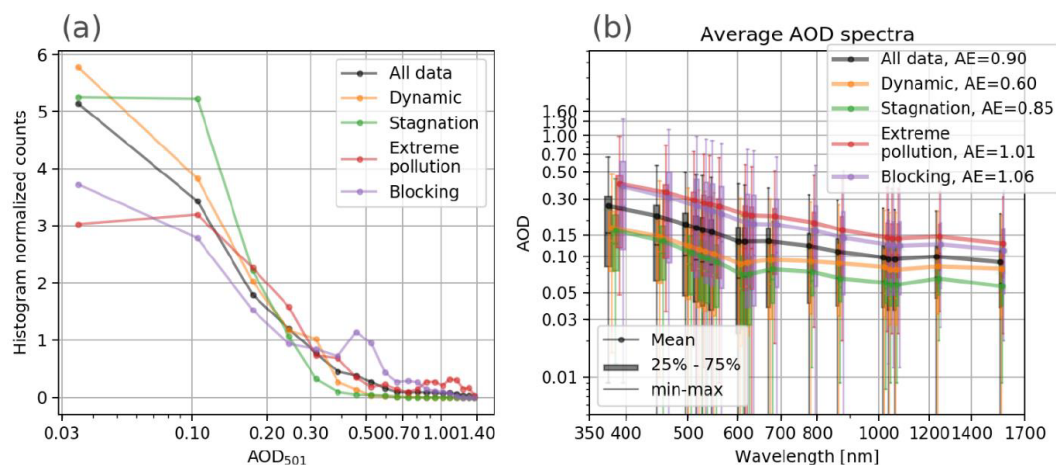 (a)
6
5
4
3
2
1
0
Histogram normalized counts
All data
Dynamic
Stagnation
Extreme
pollution
Blocking
0.03
0.10
0.20
0.30
0.50
0.70
1.00
1.40
AOD501
(b)
Average AOD spectra
All data, AE=0.90
Dynamic, AE=0.60
Stagnation, AE=0.85
Extreme
pollution, AE=1.01
Blocking, AE=1.06
1.60
1.30
1.00
0.70
0.50
0.30
0.15
0.10
0.05
0.03
0.01
AOD
Mean
25% - 75%
min-max
350 400 500 600 700 800 1000 1200 1400 1700
Wavelength [nm]